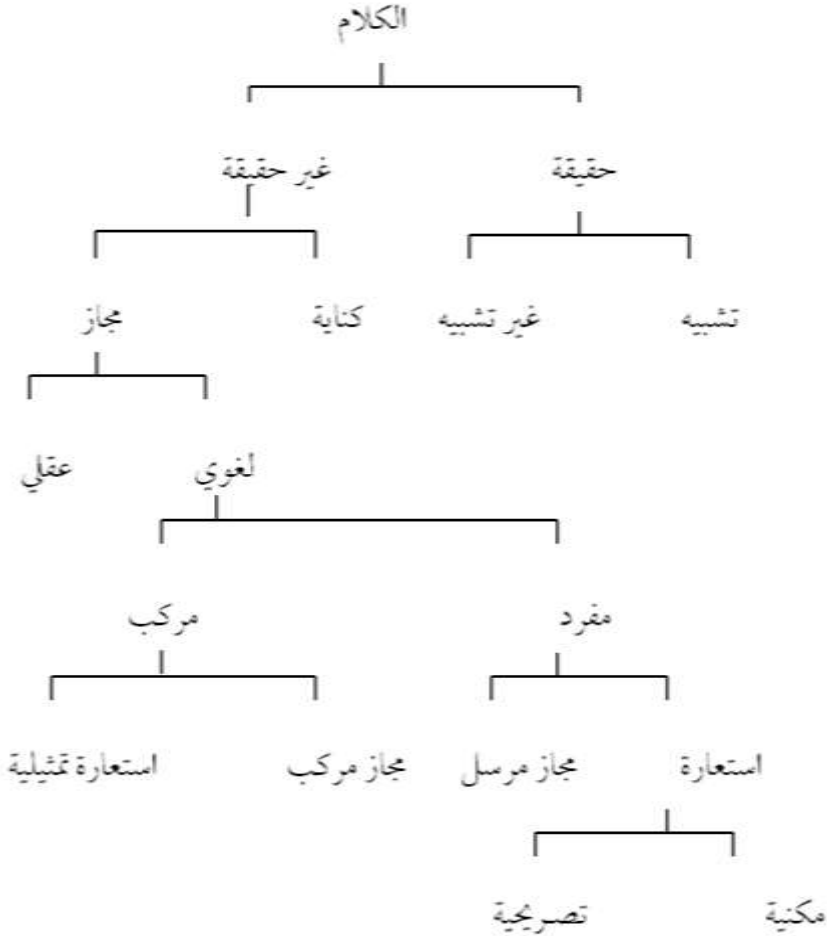 الكلام
حقيقة غير حقيقة
تشبيه غير تشبيه كناية مجاز
لغوي عقلي
مفرد مركب
استعارة مجاز مرسل مجاز مركب استعارة تمثيلية
مكنية تصريحية